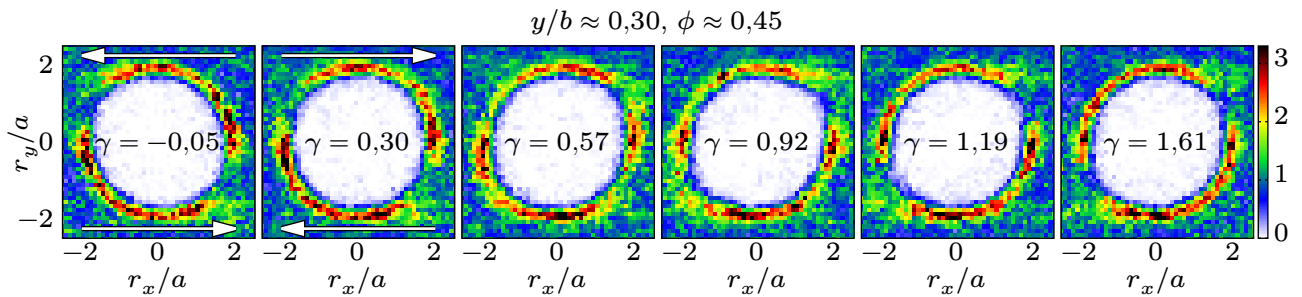 y/b ≈ 0,30, ϕ ≈ 0,45
r_y/a
2
0
−2
γ = −0,05
γ = 0,30
γ = 0,57
γ = 0,92
γ = 1,19
γ = 1,61
3
2
1
0
−2 0 2 −2 0 2 −2 0 2 −2 0 2 −2 0 2 −2 0 2
r_x/a r_x/a r_x/a r_x/a r_x/a r_x/a